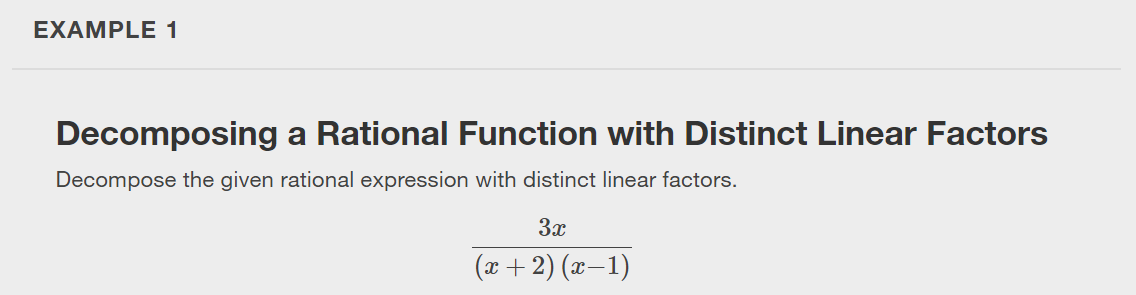 EXAMPLE 1
Decomposing a Rational Function with Distinct Linear Factors
Decompose the given rational expression with distinct linear factors.
3x
(x + 2) (x−1)